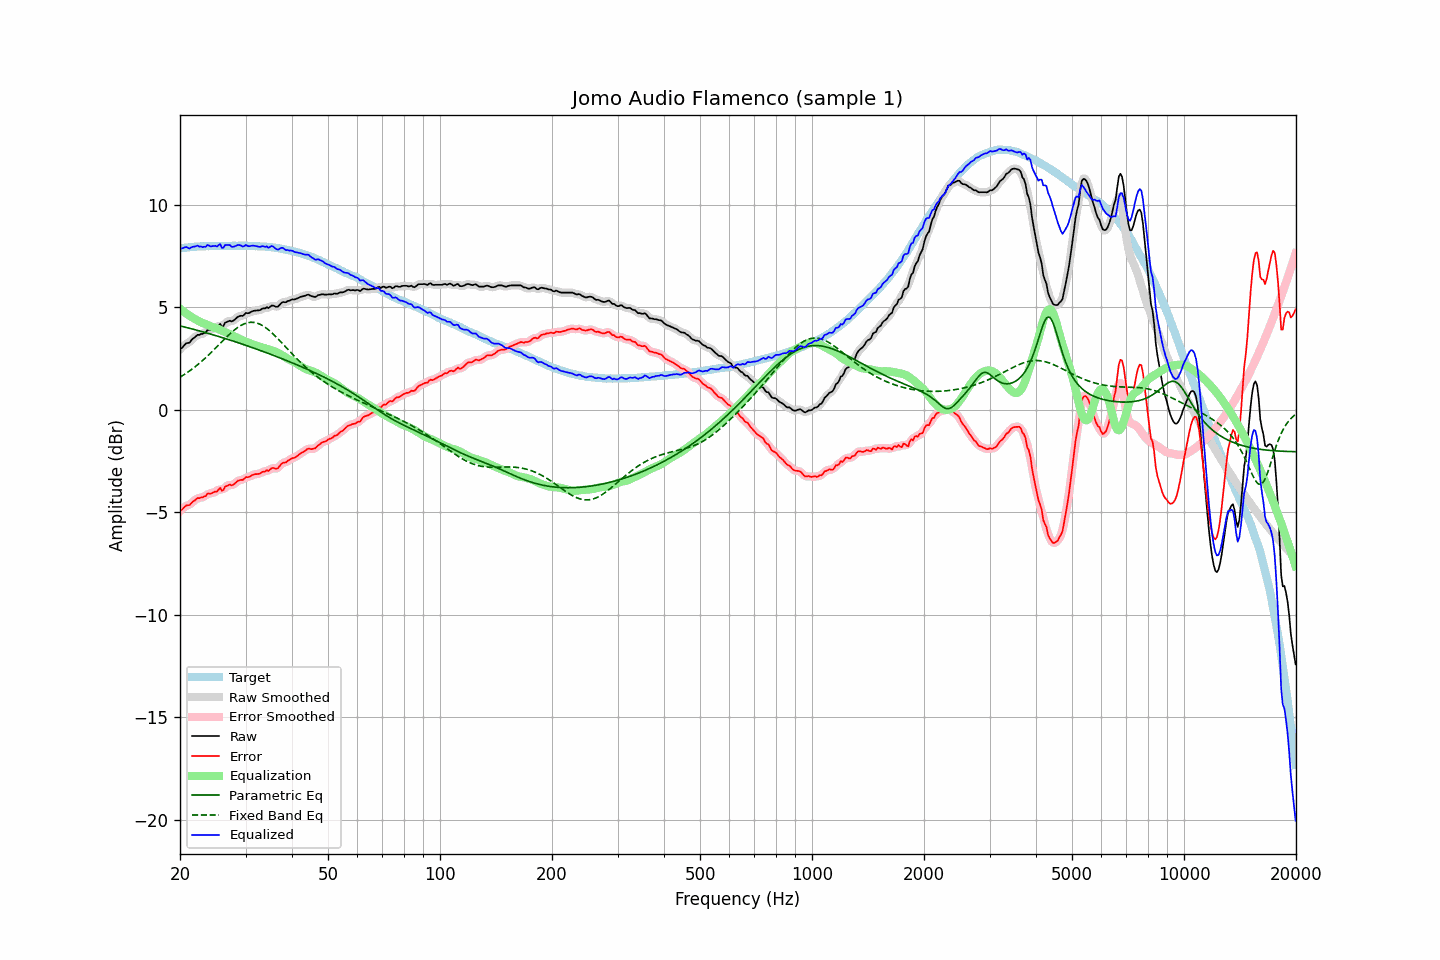 Jomo Audio Flamenco (sample 1)
Amplitude (dBr)
10
5
0
−5
−10
−15
−20
Target
Raw Smoothed
Error Smoothed
Raw
Error
Equalization
Parametric Eq
Fixed Band Eq
Equalized
20 50 100 200 500 1000 2000 5000 10000 20000
Frequency (Hz)